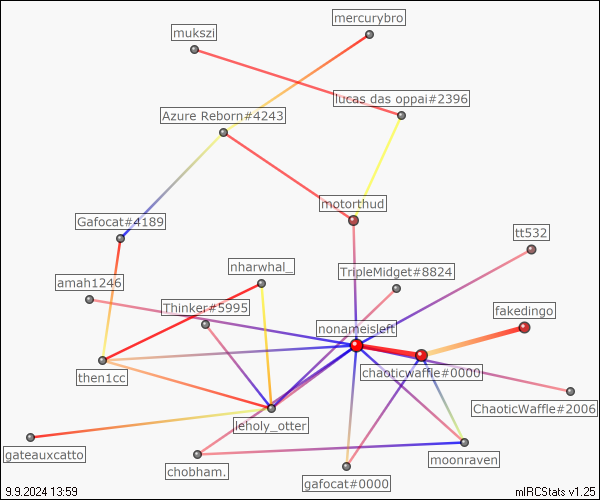 mercurybro
mukszi
lucas das oppai#2396
Azure Reborn#4243
motorthud
Gafocat#4189
tt532
nharwhal_
TripleMidget#8824
amah1246
Thinker#5995
fakedingo
nonameisleft
then1cc
chaoticwaffle#0000
ChaoticWaffle#2006
leholy_otter
gateauxcatto
moonraven
chobham.
gafocat#0000
9.9.2024 13:59
mIRCStats v1.25